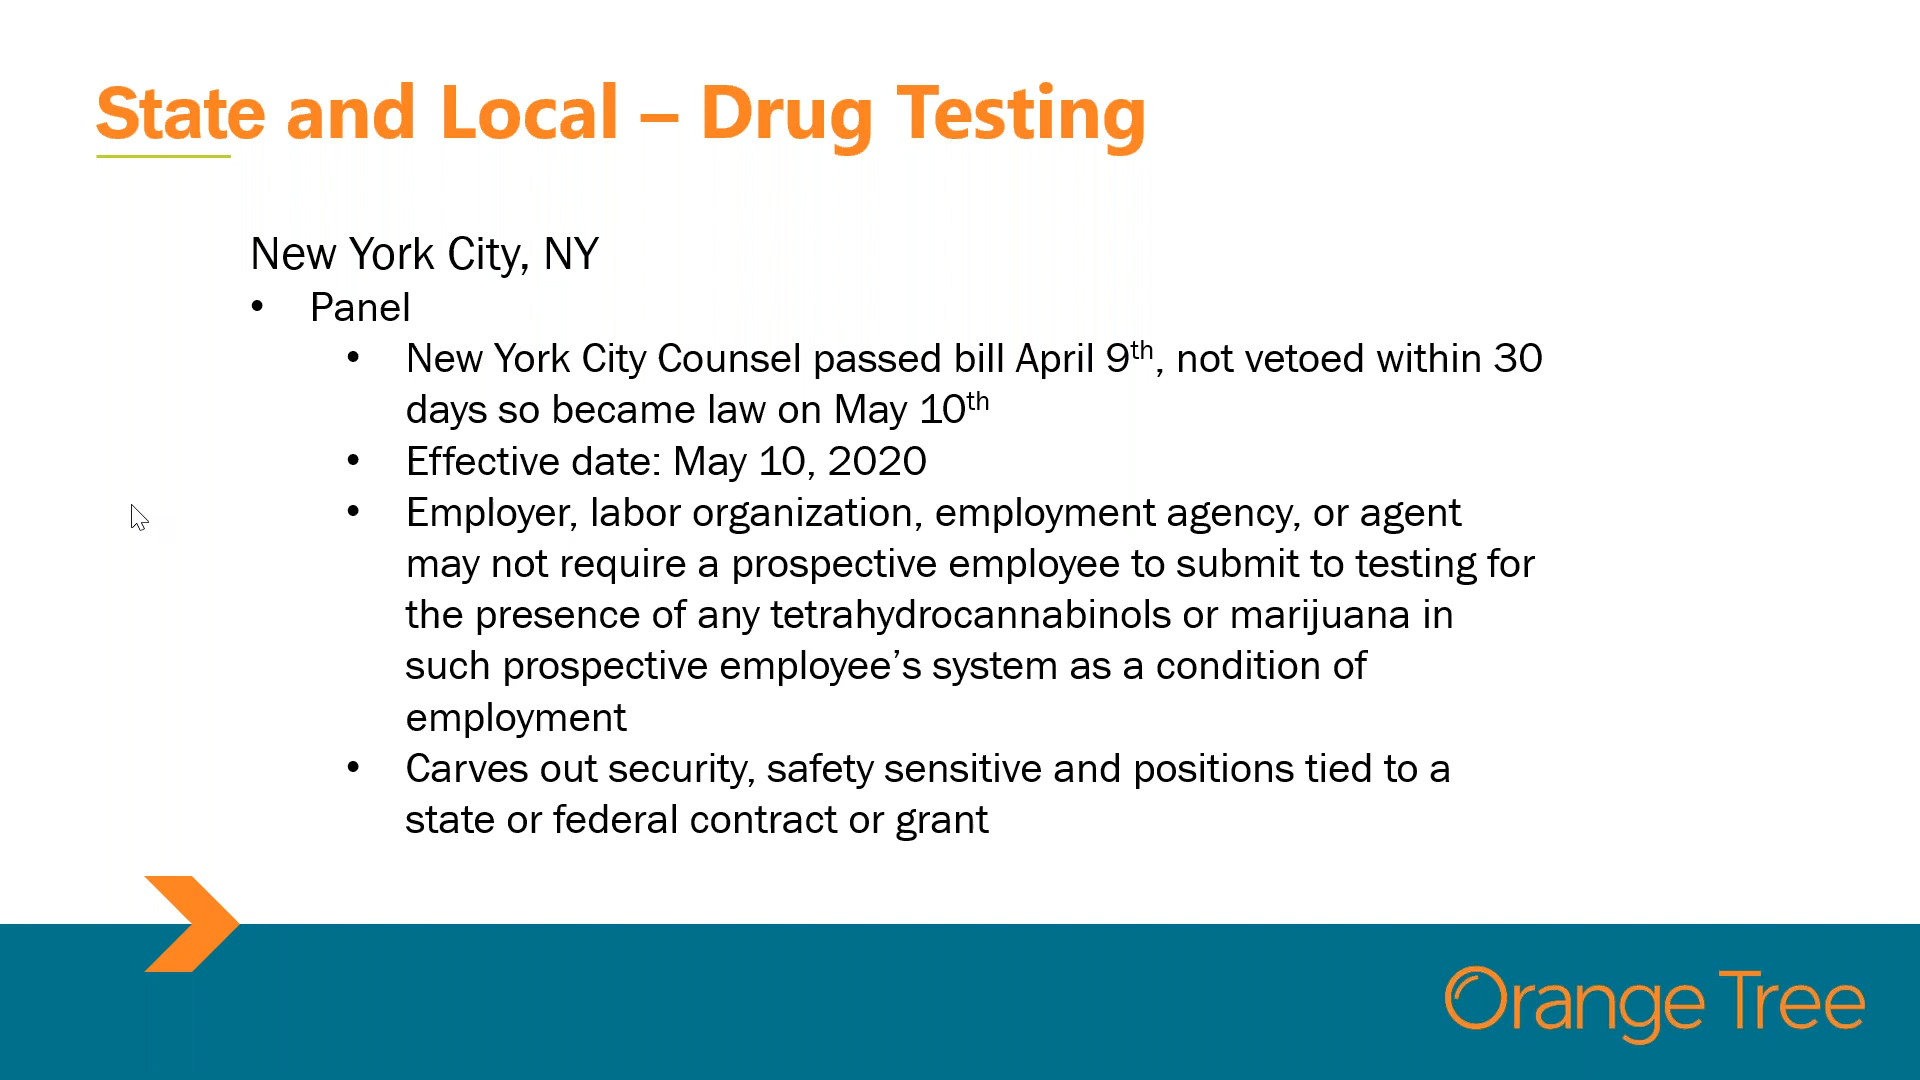 State and Local – Drug Testing
New York City, NY
• Panel
• New York City Counsel passed bill April 9th, not vetoed within 30
days so became law on May 10th
• Effective date: May 10, 2020
• Employer, labor organization, employment agency, or agent
may not require a prospective employee to submit to testing for
the presence of any tetrahydrocannabinols or marijuana in
such prospective employee’s system as a condition of
employment
• Carves out security, safety sensitive and positions tied to a
state or federal contract or grant
Orange Tree